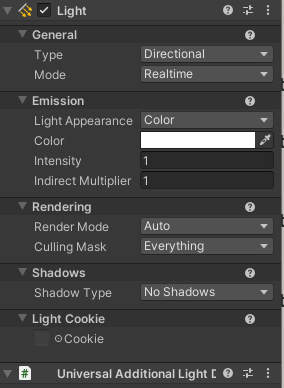 Light
General
Type Directional
Mode Realtime
Emission
Light Appearance Color
Color
Intensity 1
Indirect Multiplier 1
Rendering
Render Mode Auto
Culling Mask Everything
Shadows
Shadow Type No Shadows
Light Cookie
Cookie
# Universal Additional Light D